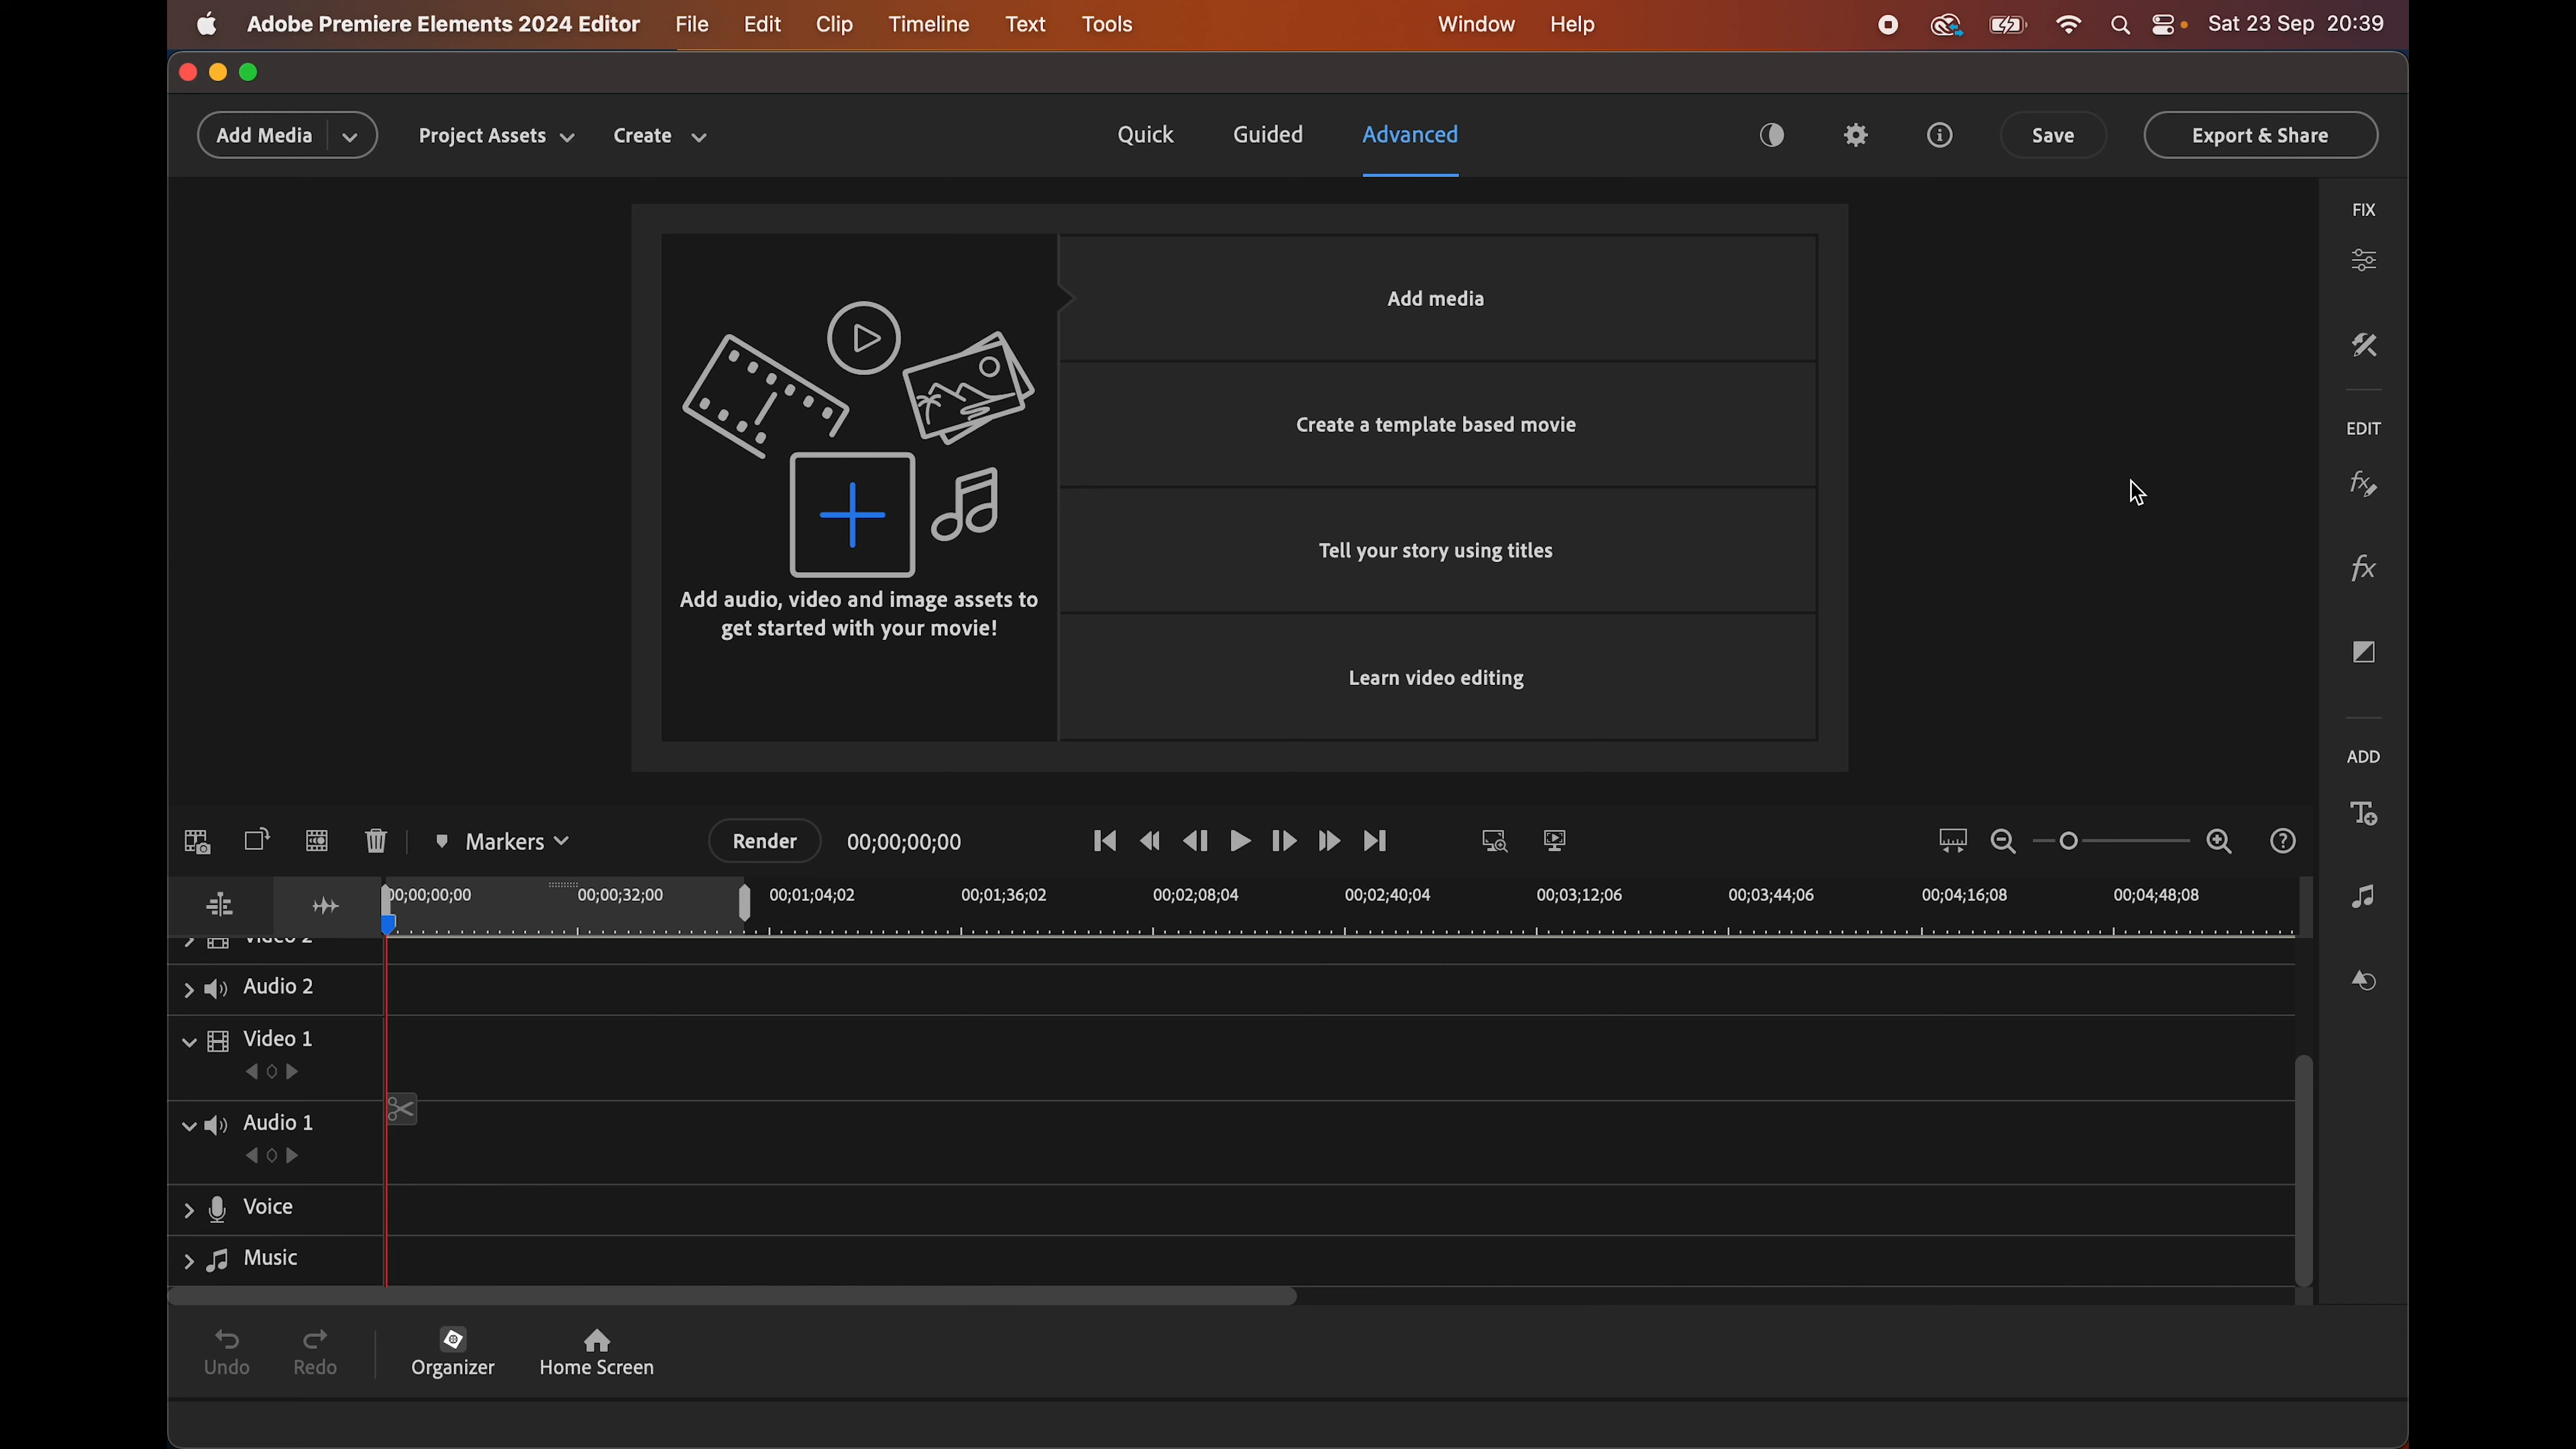 Adobe Premiere Elements 2024 Editor File Edit Clip Timeline Text Tools Window Help Sat 23 Sep 20:39
Add Media Project Assets Create Quick Guided Advanced Save Export & Share
FIX
Add media
Create a template based movie
EDIT
Tell your story using titles
Add audio, video and image assets to
get started with your movie!
Learn video editing
ADD
Markers Render 00;00;00;00
00;00;00;00 00;00;32;00 00;01;04;02 00;01;36;02 00;02;08;04 00;02;40;04 00;03;12;06 00;03;44;06 00;04;16;08 00;04;48;08
Video 2
Audio 2
Video 1
Audio 1
Voice
Music
Undo Redo Organizer Home Screen